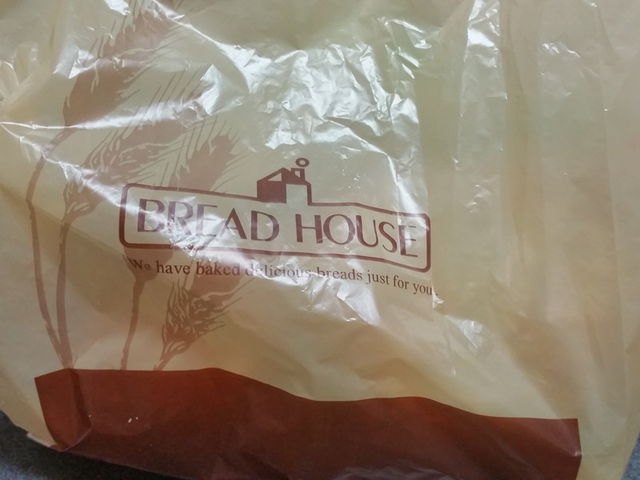 BREAD HOUSE
We have baked delicious breads just for you